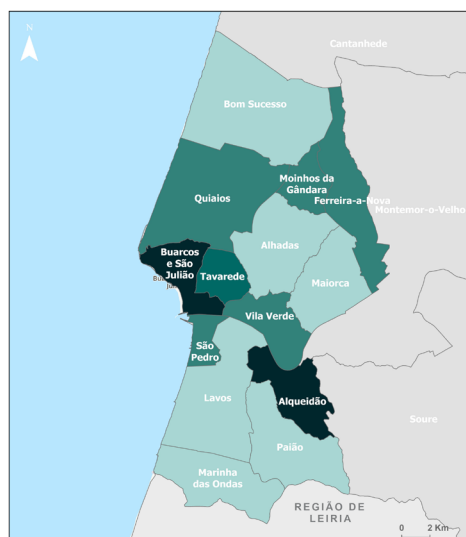 N
Cantanhede
Bom Sucesso
Moinhos da
Gândara
Ferreira-a-Nova
Quiaios
Montemor-o-Velho
Alhadas
Buarcos
e São
Julião
Tavarede
Maiorca
Vila Verde
São
Pedro
Lavos
Alqueidão
Soure
Paião
Marinha
das Ondas
REGIÃO DE
LEIRIA
0 2 Km